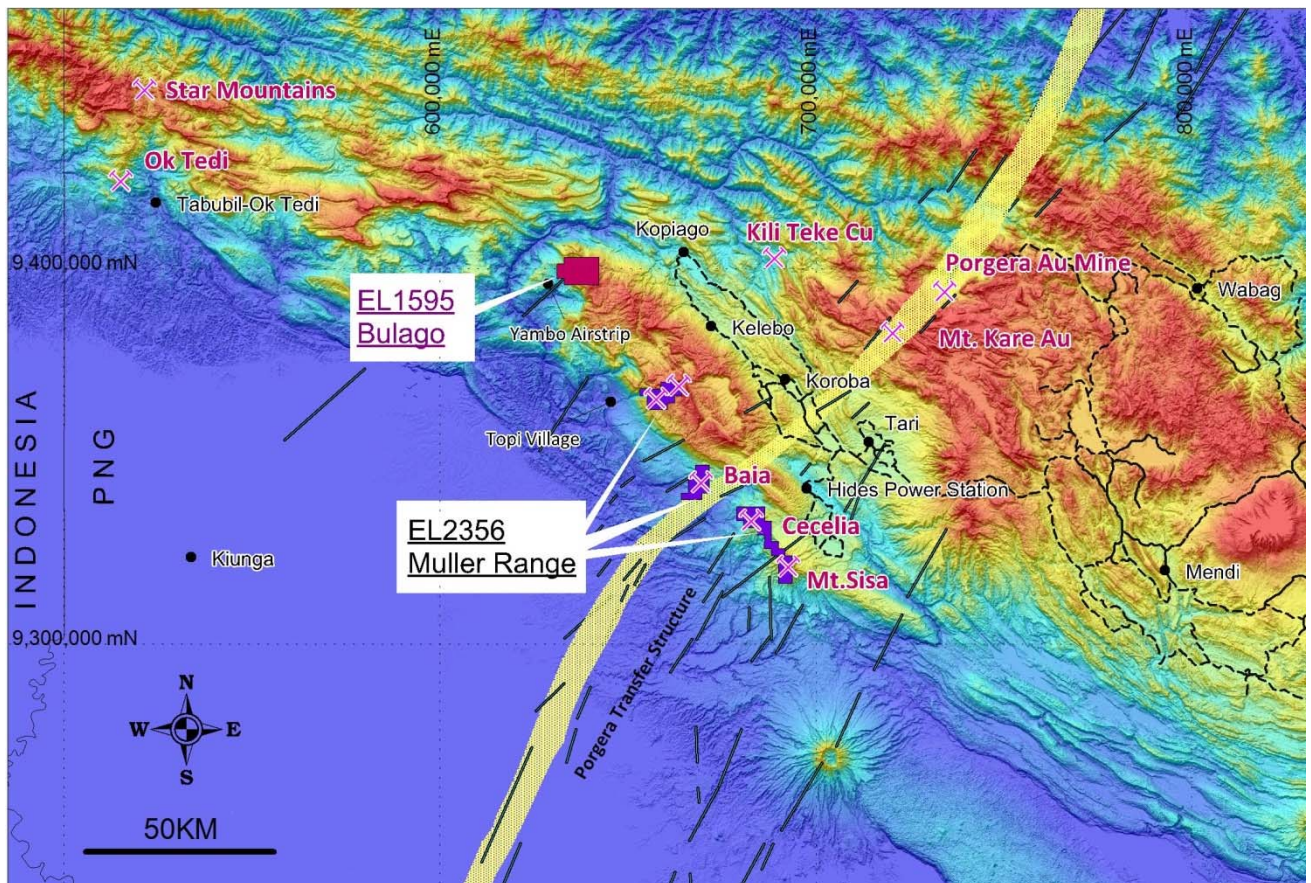 600,000 mE
700,000 mE
800,000 mE
Star Mountains
Ok Tedi
Tabubil-Ok Tedi
Kopiago
Kili Teke Cu
9,400,000 mN
Porgera Au Mine
Wabag
EL1595
Bulago
Yambo Airstrip
Kelebo
Mt. Kare Au
Koroba
Topi Village
Tari
INDONESIA
PNG
Baia
Hides Power Station
EL2356
Muller Range
Cecelia
Kiunga
Mt.Sisa
Mendi
9,300,000 mN
Porgera Transfer Structure
N
W E
S
50KM